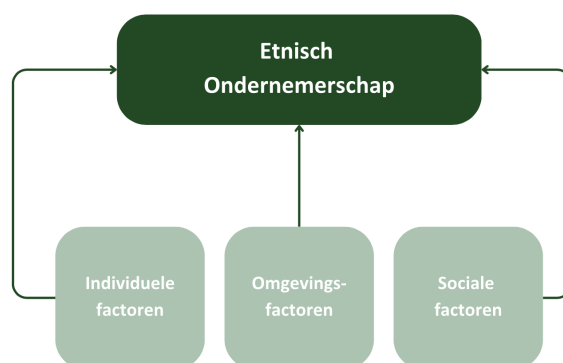 Etnisch
Ondernemerschap
Individuele
factoren
Omgevings-
factoren
Sociale
factoren